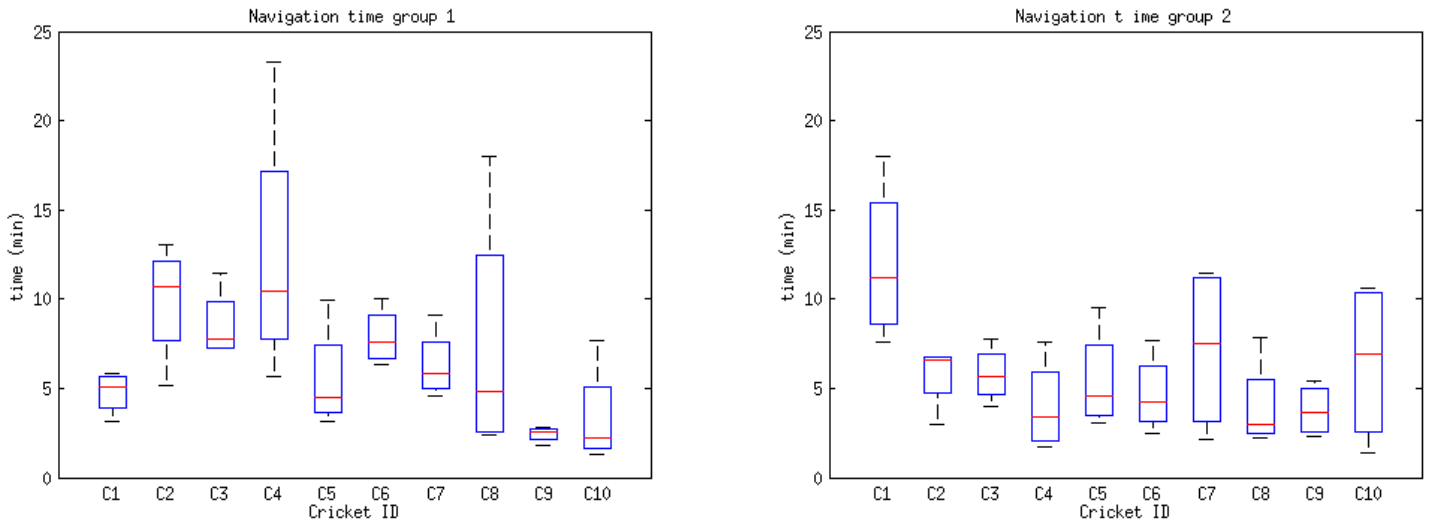 Navigation time group 1
25
20
15
10
5
0
time (min)
C1 C2 C3 C4 C5 C6 C7 C8 C9 C10
Cricket ID
Navigation t ime group 2
25
20
15
10
5
0
time (min)
C1 C2 C3 C4 C5 C6 C7 C8 C9 C10
Cricket ID